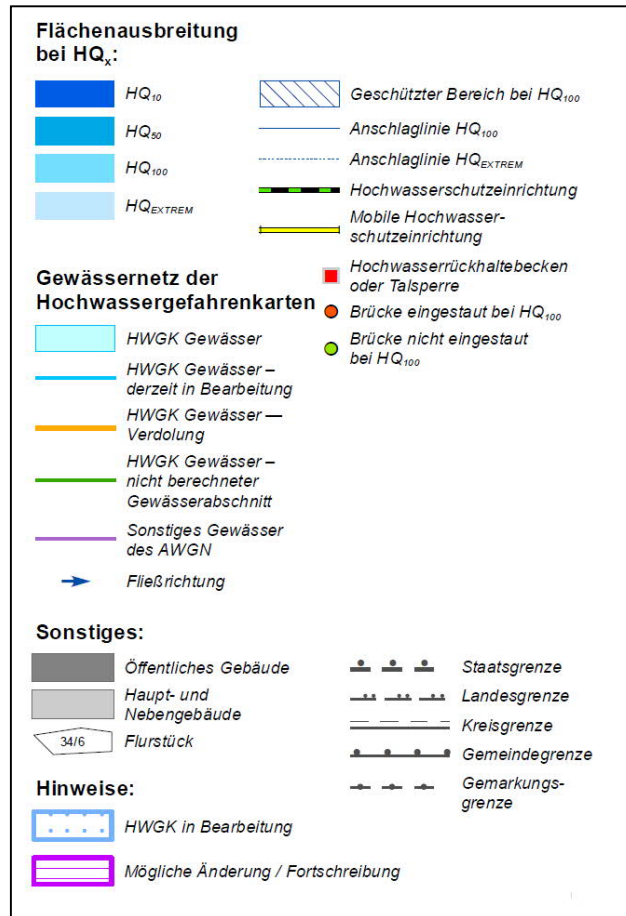 Flächenausbreitung
bei HQx:
HQ10
HQ50
HQ100
HQEXTREM
Geschützter Bereich bei HQ100
Anschlaglinie HQ100
Anschlaglinie HQEXTREM
Hochwasserschutzeinrichtung
Mobile Hochwasser-
schutzeinrichtung
Hochwasserrückhaltebecken
oder Talsperre
Brücke eingestaut bei HQ100
Brücke nicht eingestaut
bei HQ100
Gewässernetz der
Hochwassergefahrenkarten
HWGK Gewässer
HWGK Gewässer –
derzeit in Bearbeitung
HWGK Gewässer —
Verdolung
HWGK Gewässer –
nicht berechneter
Gewässerabschnitt
Sonstiges Gewässer
des AWGN
Fließrichtung
Sonstiges:
Öffentliches Gebäude
Haupt- und
Nebengebäude
34/6 Flurstück
Staatsgrenze
Landesgrenze
Kreisgrenze
Gemeindegrenze
Gemarkungs-
grenze
Hinweise:
HWGK in Bearbeitung
Mögliche Änderung / Fortschreibung